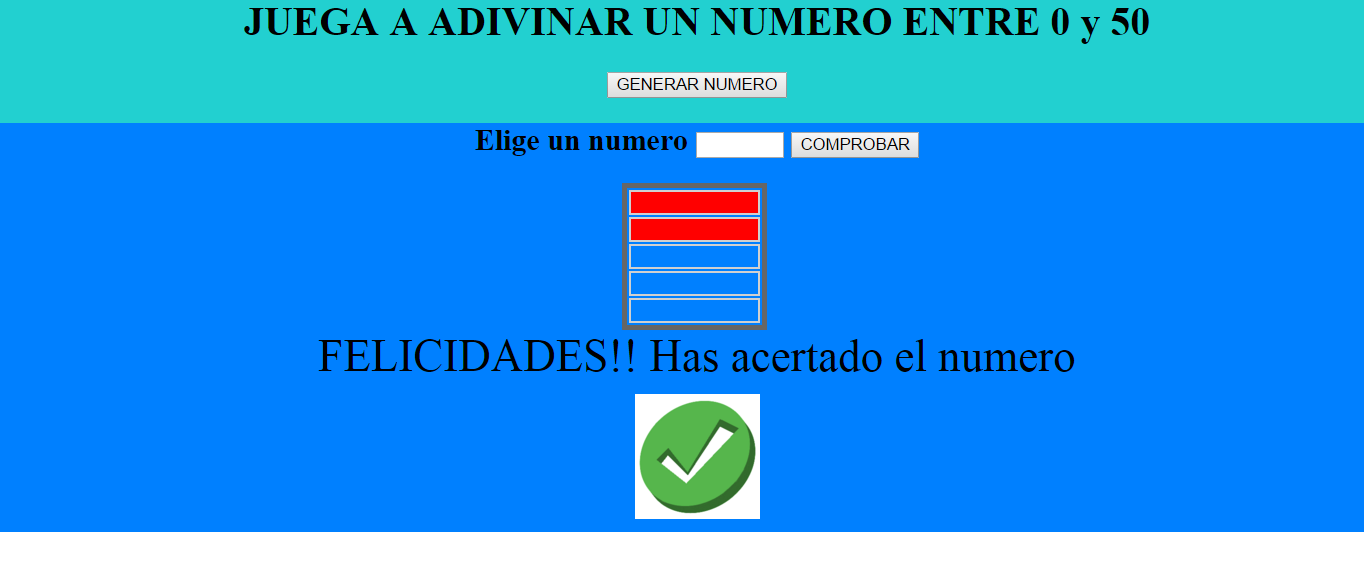 JUEGA A ADIVINAR UN NUMERO ENTRE 0 y 50
GENERAR NUMERO
Elige un numero COMPROBAR
FELICIDADES!! Has acertado el numero